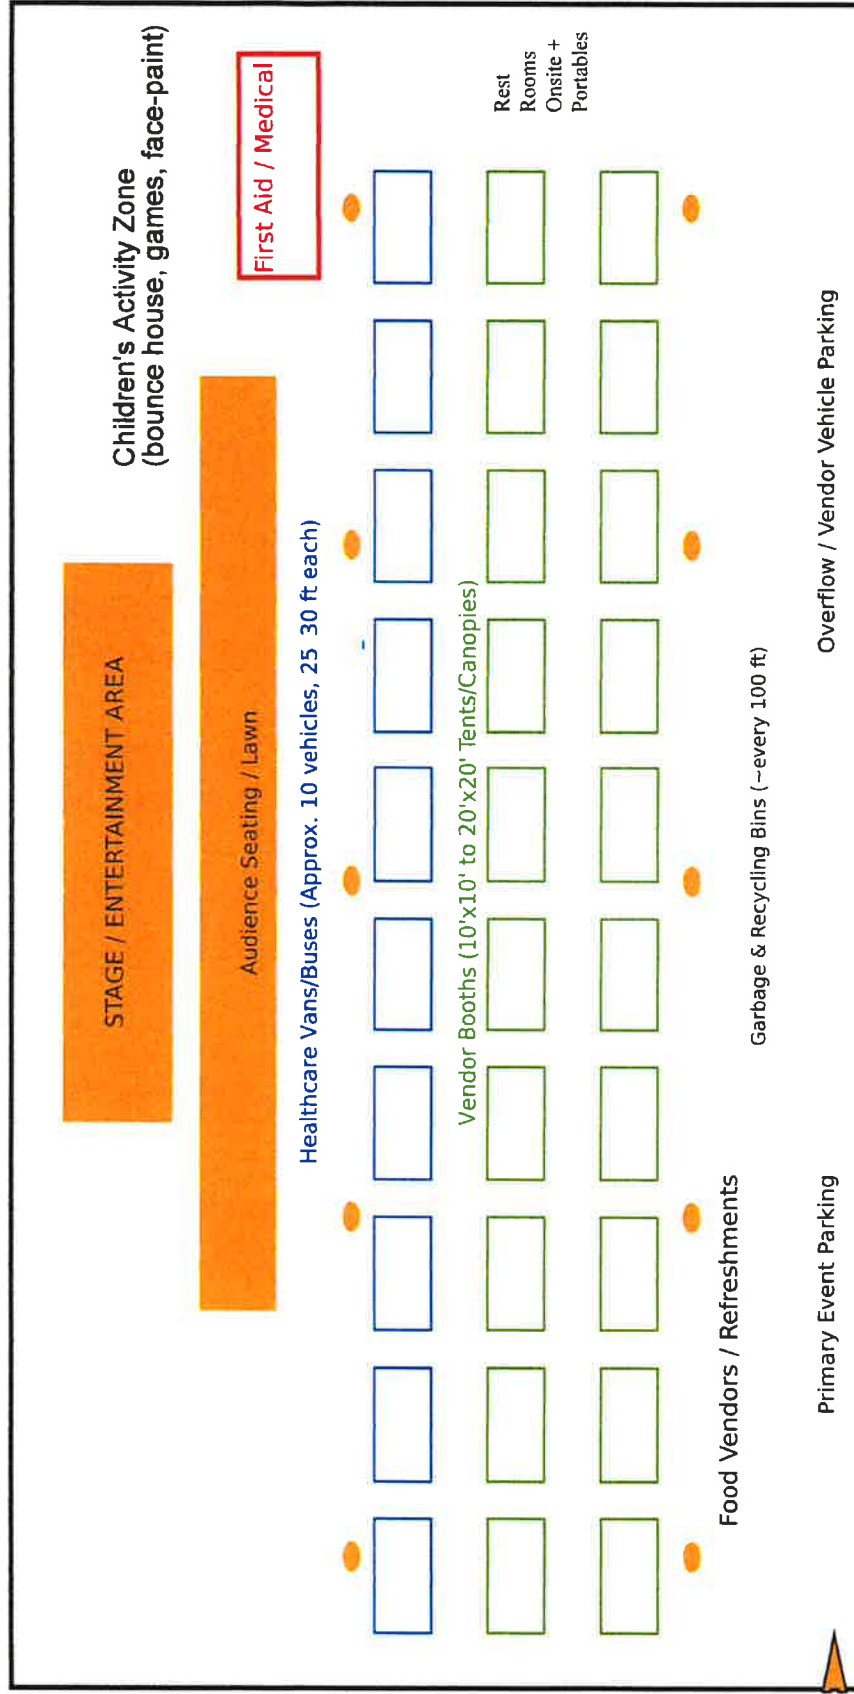 STAGE / ENTERTAINMENT AREA
Children's Activity Zone
(bounce house, games, face-paint)
Audience Seating / Lawn
First Aid / Medical
Healthcare Vans/Buses (Approx. 10 vehicles, 25 30 ft each)
Vendor Booths (10'x10' to 20'x20' Tents/Canopies)
Rest
Rooms
Onsite +
Portables
Food Vendors / Refreshments
Garbage & Recycling Bins (~every 100 ft)
Primary Event Parking
Overflow / Vendor Vehicle Parking